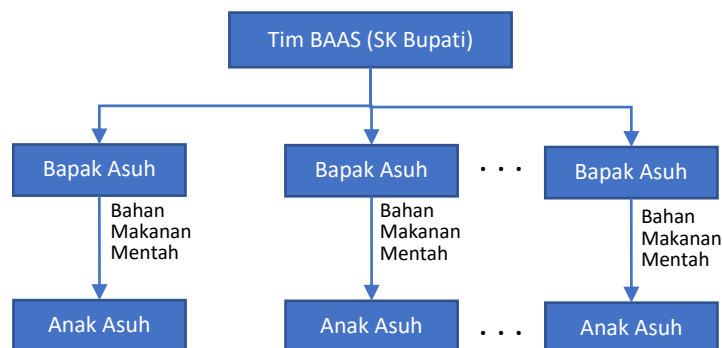 Tim BAAS (SK Bupati)
Bapak Asuh
Bapak Asuh
. . .
Bapak Asuh
Bahan
Makanan
Mentah
Bahan
Makanan
Mentah
Bahan
Makanan
Mentah
Anak Asuh
Anak Asuh
. . .
Anak Asuh